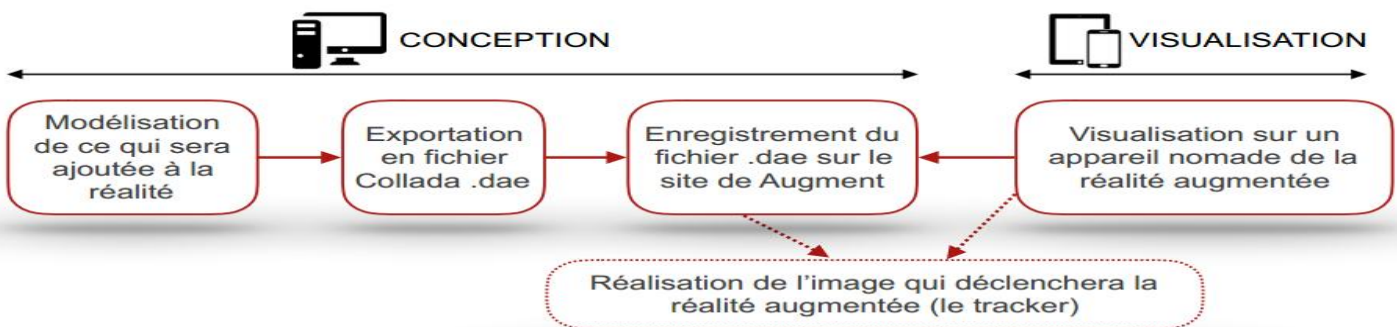 CONCEPTION
VISUALISATION
Modélisation
de ce qui sera
ajoutée à la
réalité
Exportation
en fichier
Collada .dae
Enregistrement du
fichier .dae sur le
site de Augment
Visualisation sur un
appareil nomade de la
réalité augmentée
Réalisation de l'image qui déclenchera la
réalité augmentée (le tracker)